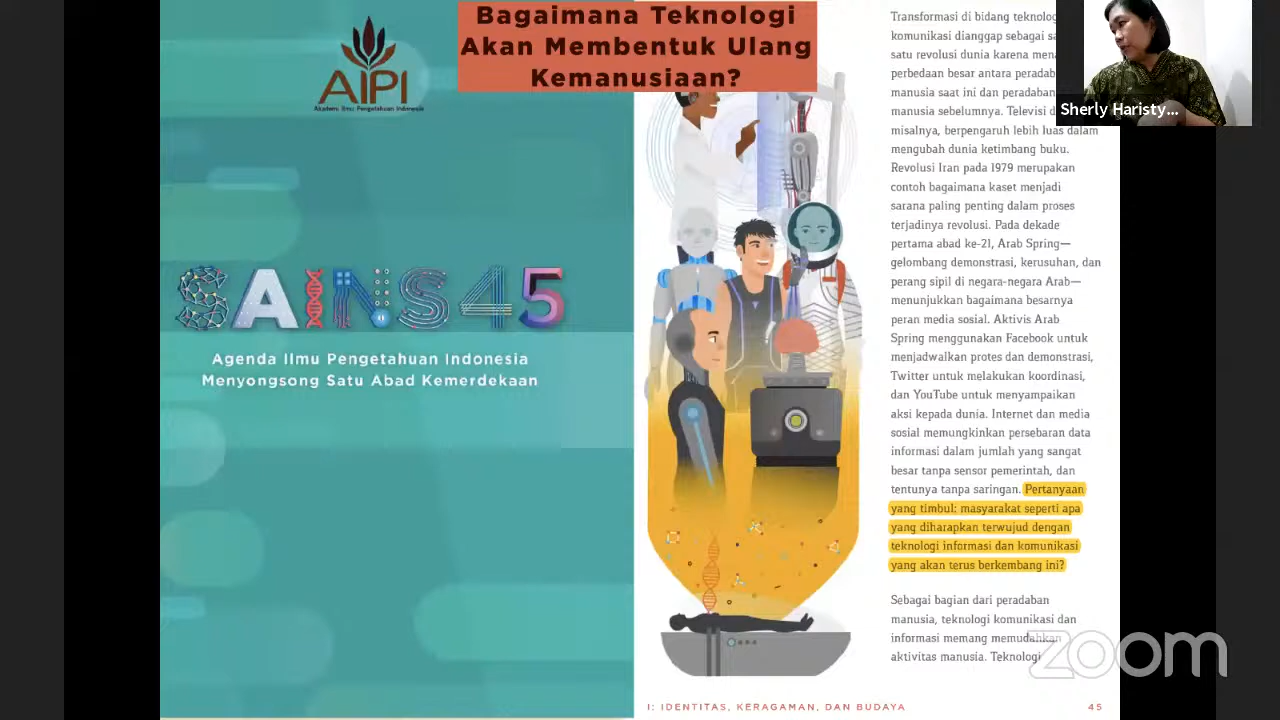 Bagaimana Teknologi
Akan Membentuk Ulang
Kemanusiaan?
AIPI
Akademi Ilmu Pengetahuan Indonesia
SAINS45
Agenda Ilmu Pengetahuan Indonesia
Menyongsong Satu Abad Kemerdekaan
Transformasi di bidang
komunikasi dianggap sebagai
satu revolusi dunia karena
perbedaan besar antara
manusia saat ini dan peradaban
manusia sebelumnya. Televisi
misalnya, berpengaruh lebih luas dalam
mengubah dunia ketimbang buku.
Revolusi Iran pada 1979 merupakan
contoh bagaimana kaset menjadi
sarana paling penting dalam proses
terjadinya revolusi. Pada dekade
pertama abad ke-21, Arab Spring—
gelombang demonstrasi, kerusuhan, dan
perang sipil di negara-negara Arab—
menunjukkan bagaimana besarnya
peran media sosial. Aktivis Arab
Spring menggunakan Facebook untuk
menjadwalkan protes dan demonstrasi,
Twitter untuk melakukan koordinasi,
dan YouTube untuk menyampaikan
aksi kepada dunia. Internet dan media
sosial memungkinkan persebaran data
informasi dalam jumlah yang sangat
besar tanpa sensor pemerintah, dan
tentunya tanpa saringan. Pertanyaan
yang timbul: masyarakat seperti apa
yang diharapkan terwujud dengan
teknologi informasi dan komunikasi
yang akan terus berkembang ini?
Sebagai bagian dari peradaban
manusia, teknologi komunikasi dan
informasi memang memudahkan
aktivitas manusia. Teknologi
I: IDENTITAS, KERAGAMAN, DAN BUDAYA
45
Sherly Haristy...
zoom